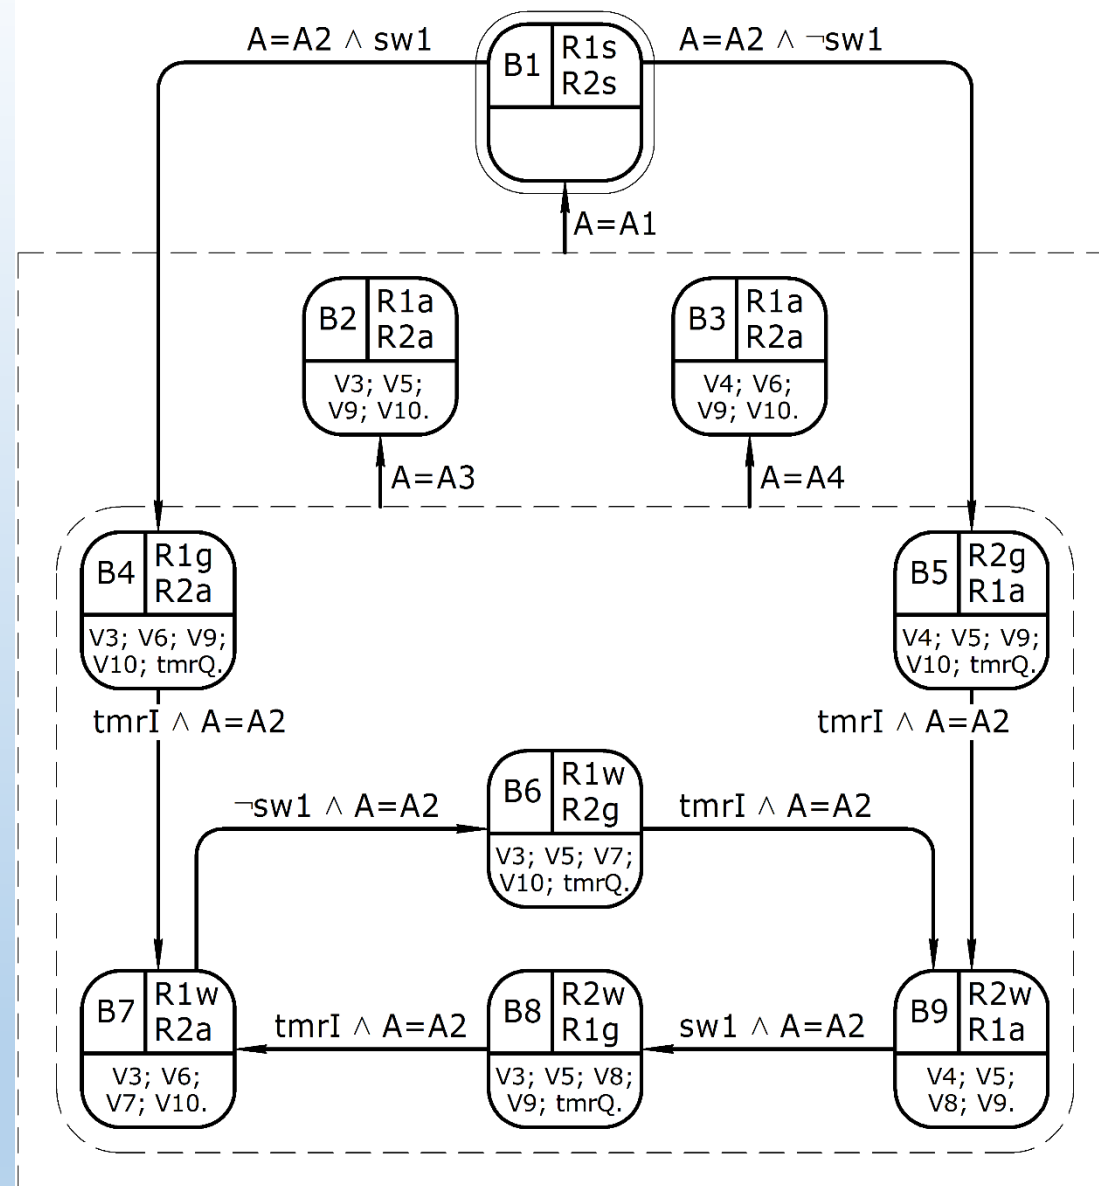 A=A2 ∧ sw1
B1
R1s
R2s
A=A2 ∧ ¬sw1
A=A1
B2
R1a
R2a
V3; V5;
V9; V10.
B3
R1a
R2a
V4; V6;
V9; V10.
A=A3
A=A4
B4
R1g
R2a
V3; V6; V9;
V10; tmrQ.
B5
R2g
R1a
V4; V5; V9;
V10; tmrQ.
tmrI ∧ A=A2
tmrI ∧ A=A2
¬sw1 ∧ A=A2
B6
R1w
R2g
V3; V5; V7;
V10; tmrQ.
tmrI ∧ A=A2
B7
R1w
R2a
V3; V6;
V7; V10.
tmrI ∧ A=A2
B8
R2w
R1g
V3; V5; V8;
V9; tmrQ.
sw1 ∧ A=A2
B9
R2w
R1a
V4; V5;
V8; V9.